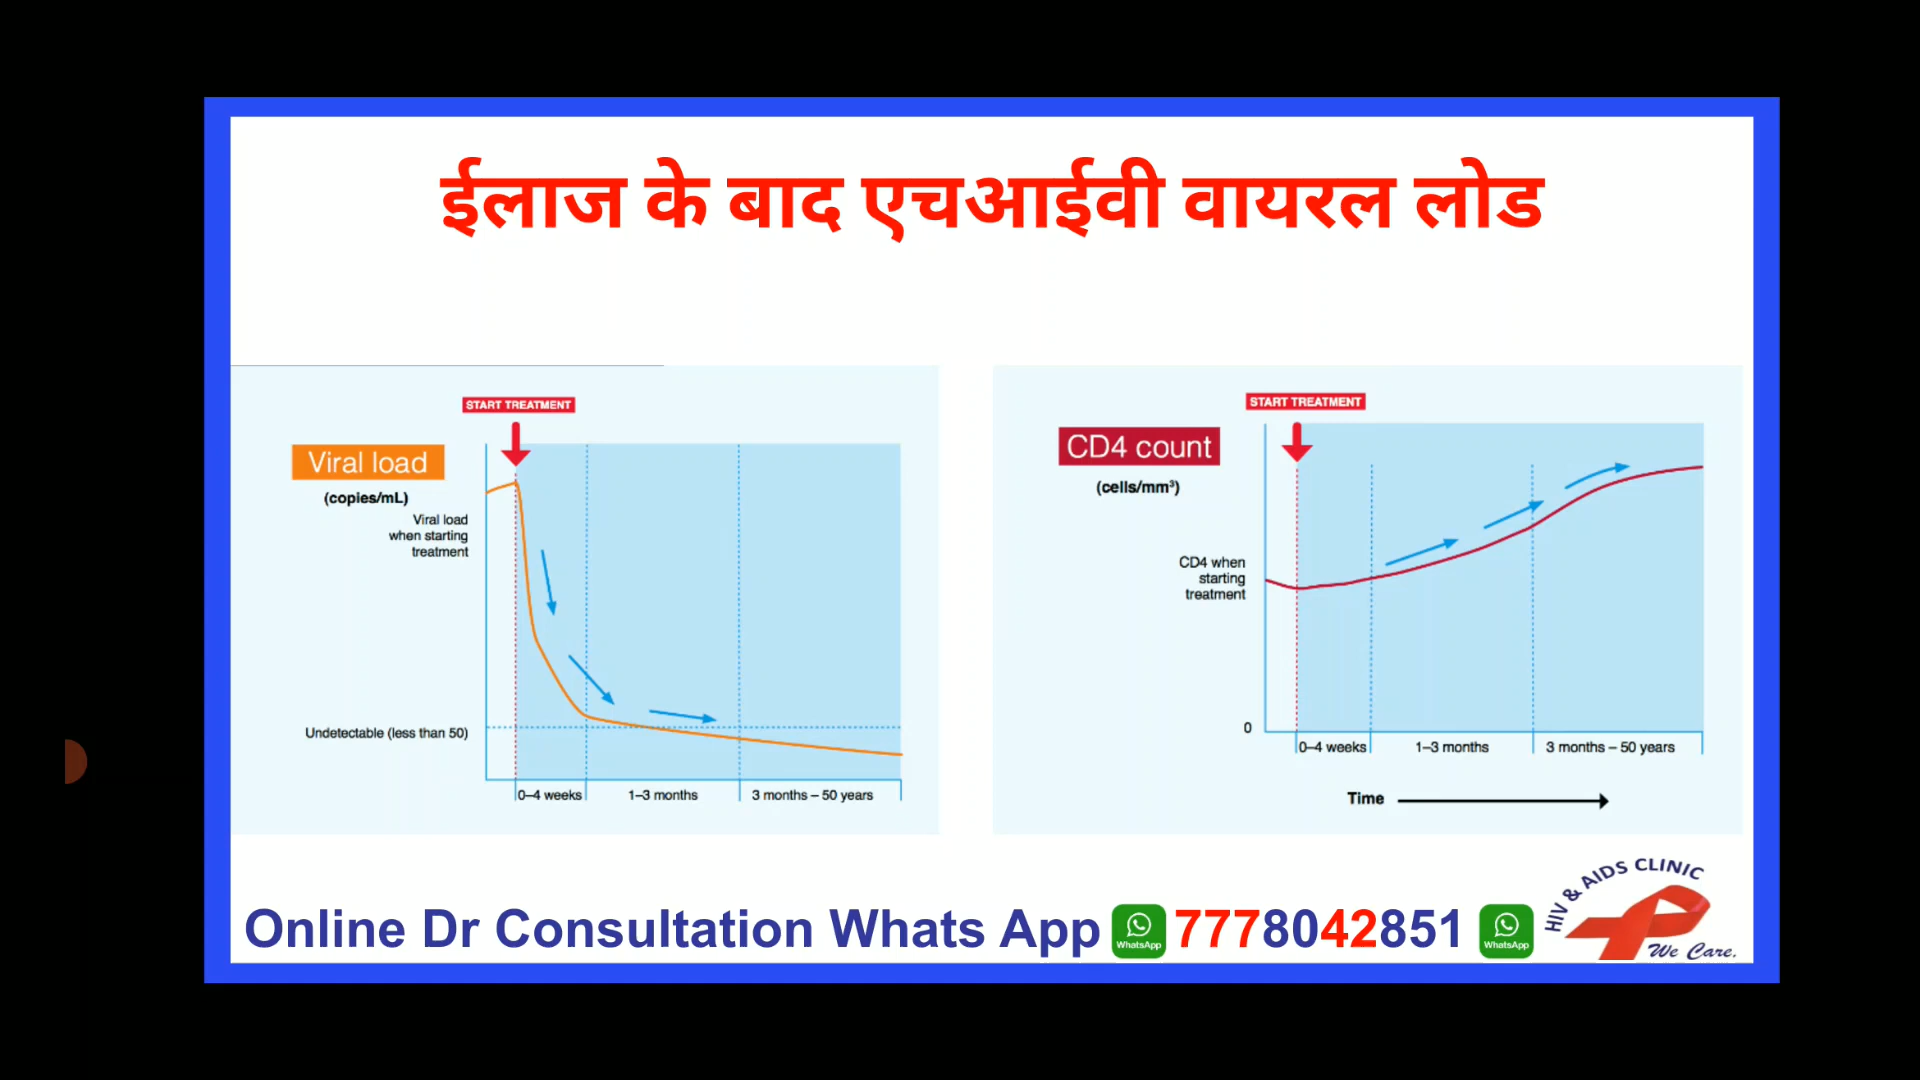 ईलाज के बाद एचआईवी वायरल लोड
START TREATMENT
Viral load
(copies/mL)
Viral load
when starting
treatment
Undetectable (less than 50)
0–4 weeks
1–3 months
3 months – 50 years
START TREATMENT
CD4 count
(cells/mm³)
CD4 when
starting
treatment
0
0–4 weeks
1–3 months
3 months – 50 years
Time
Online Dr Consultation Whats App WhatsApp 7778042851 WhatsApp
HIV & AIDS CLINIC
We Care.